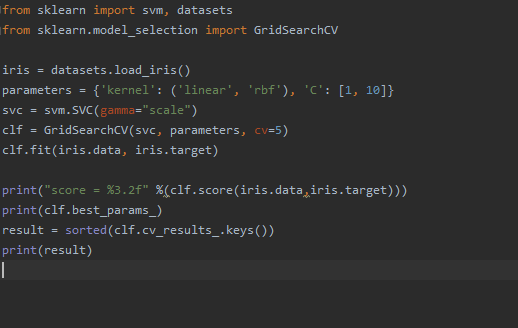 from sklearn import svm, datasets
from sklearn.model_selection import GridSearchCV
iris = datasets.load_iris()
parameters = {'kernel': ('linear', 'rbf'), 'C': [1, 10]}
svc = svm.SVC(gamma="scale")
clf = GridSearchCV(svc, parameters, cv=5)
clf.fit(iris.data, iris.target)
print("score = %3.2f" %(clf.score(iris.data,iris.target)))
print(clf.best_params_)
result = sorted(clf.cv_results_.keys())
print(result)